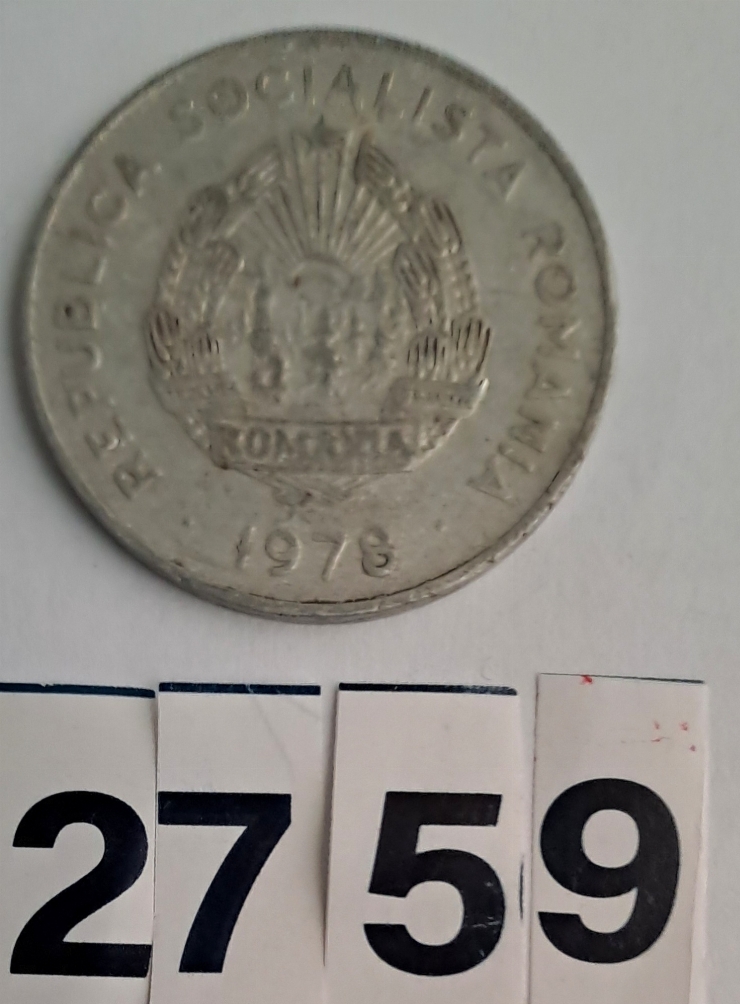 REPUBLICA SOCIALISTA ROMANIA
ROMANIA
1978
2759